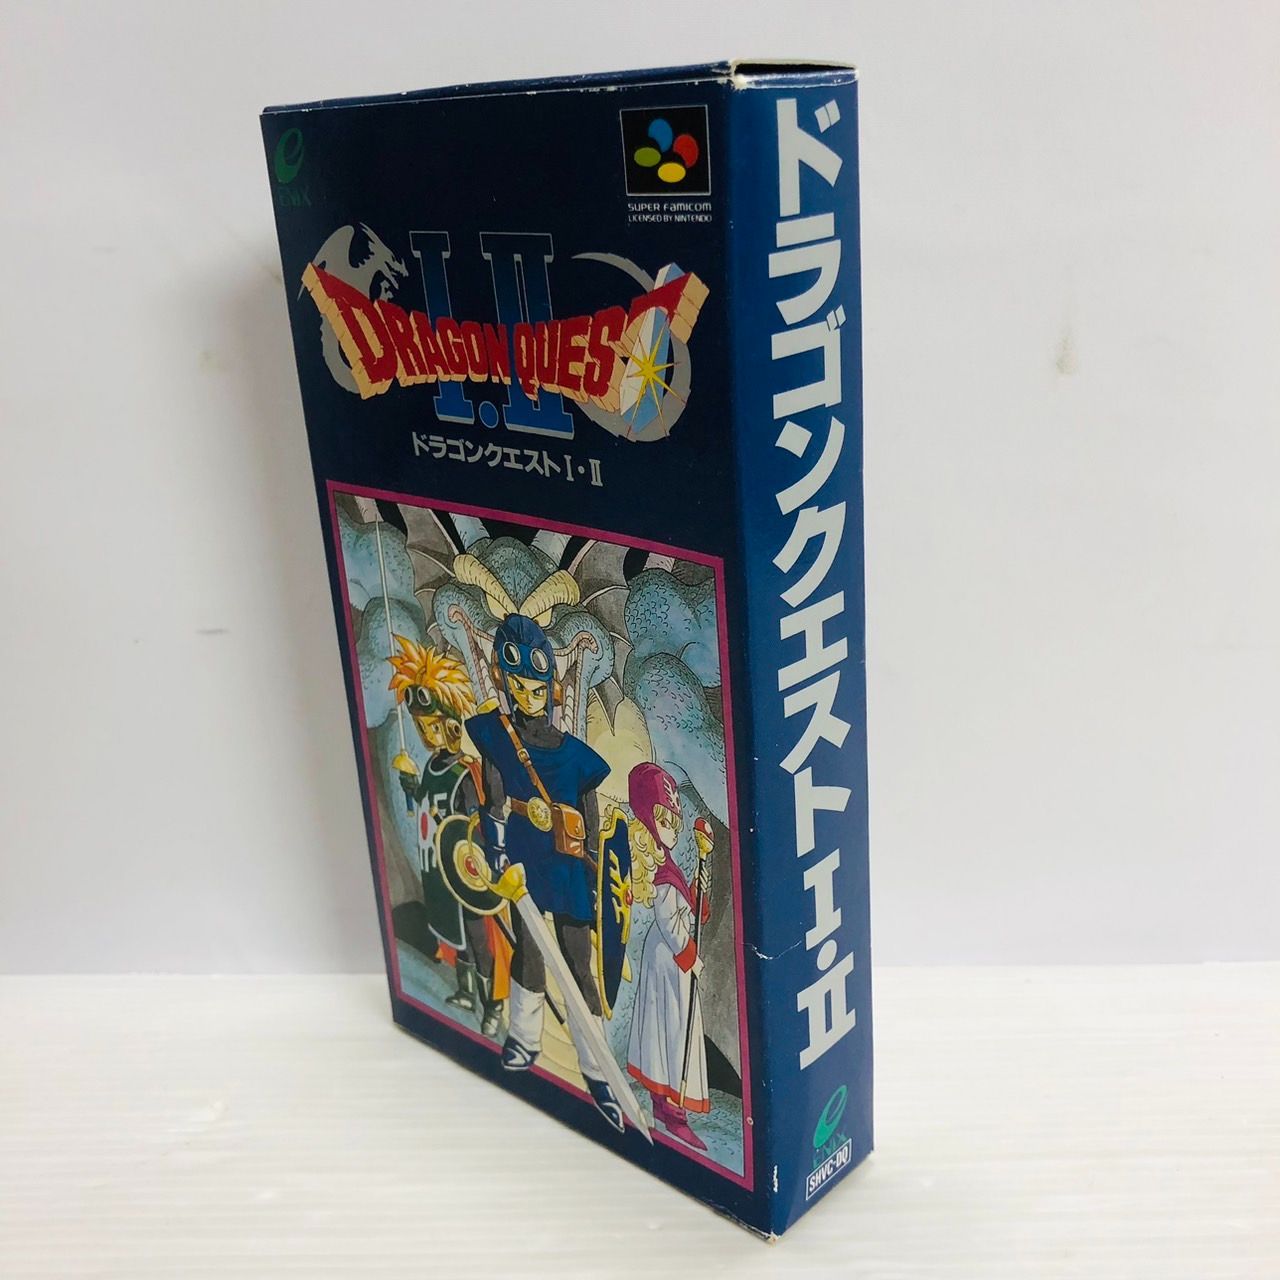 ENIX
SUPER FAMICOM
LICENSED BY NINTENDO
I・II
DRAGON QUEST
ドラゴンクエストI・II
ドラゴンクエストI・II
ENIX
SHVC-DQ